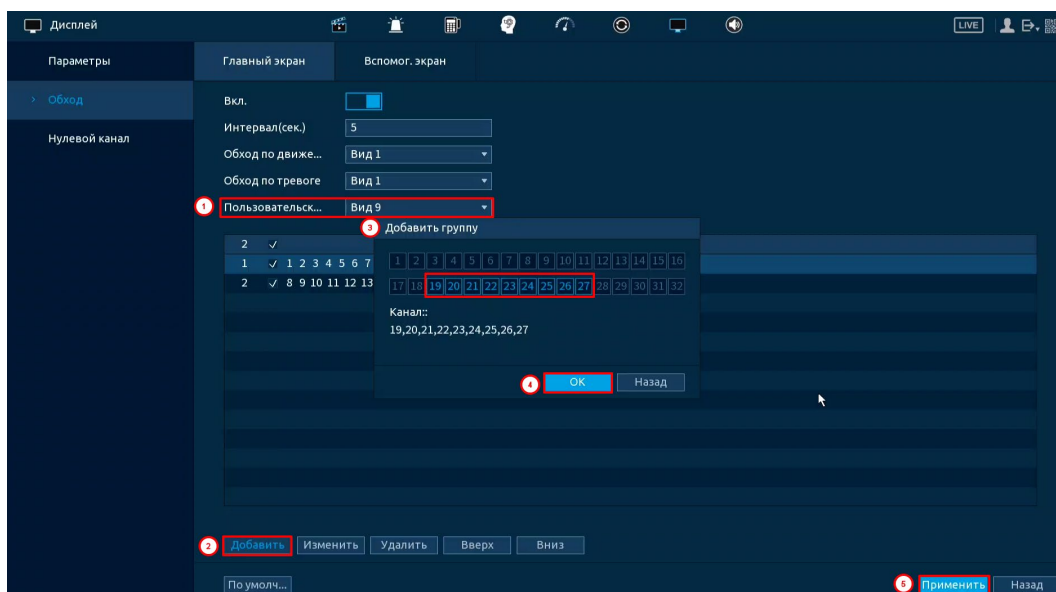 Дисплей
LIVE
Параметры
Обход
Нулевой канал
Главный экран Вспомог. экран
Вкл.
Интервал(сек.) 5
Обход по движе... Вид 1
Обход по тревоге Вид 1
1 Пользовательск... Вид 9
3 Добавить группу
2
1 1 2 3 4 5 6 7
2 8 9 10 11 12 13
1 2 3 4 5 6 7 8 9 10 11 12 13 14 15 16
17 18 19 20 21 22 23 24 25 26 27 28 29 30 31 32
Канал::
19,20,21,22,23,24,25,26,27
4 OK Назад
2 Добавить Изменить Удалить Вверх Вниз
По умолч... 5 Применить Назад